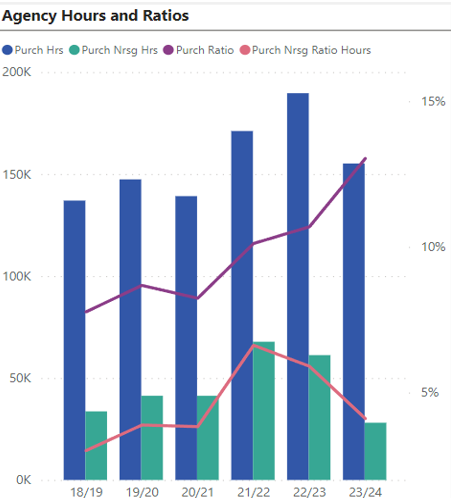 Agency Hours and Ratios
Purch Hrs Purch Nrsg Hrs Purch Ratio Purch Nrsg Ratio Hours
200K
15%
150K
10%
100K
50K
5%
0K
18/19 19/20 20/21 21/22 22/23 23/24